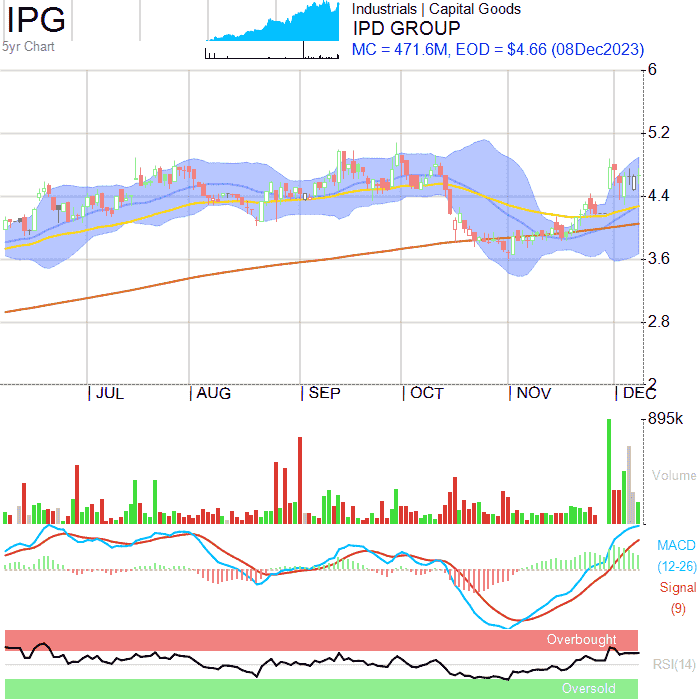 IPG
5yr Chart
Industrials | Capital Goods
IPD GROUP
MC = 471.6M, EOD = $4.66 (08Dec2023)
6
5.2
4.4
3.6
2.8
2
JUL AUG SEP OCT NOV DEC
895k
Volume
MACD
(12-26)
Signal
(9)
Overbought
RSI(14)
Oversold